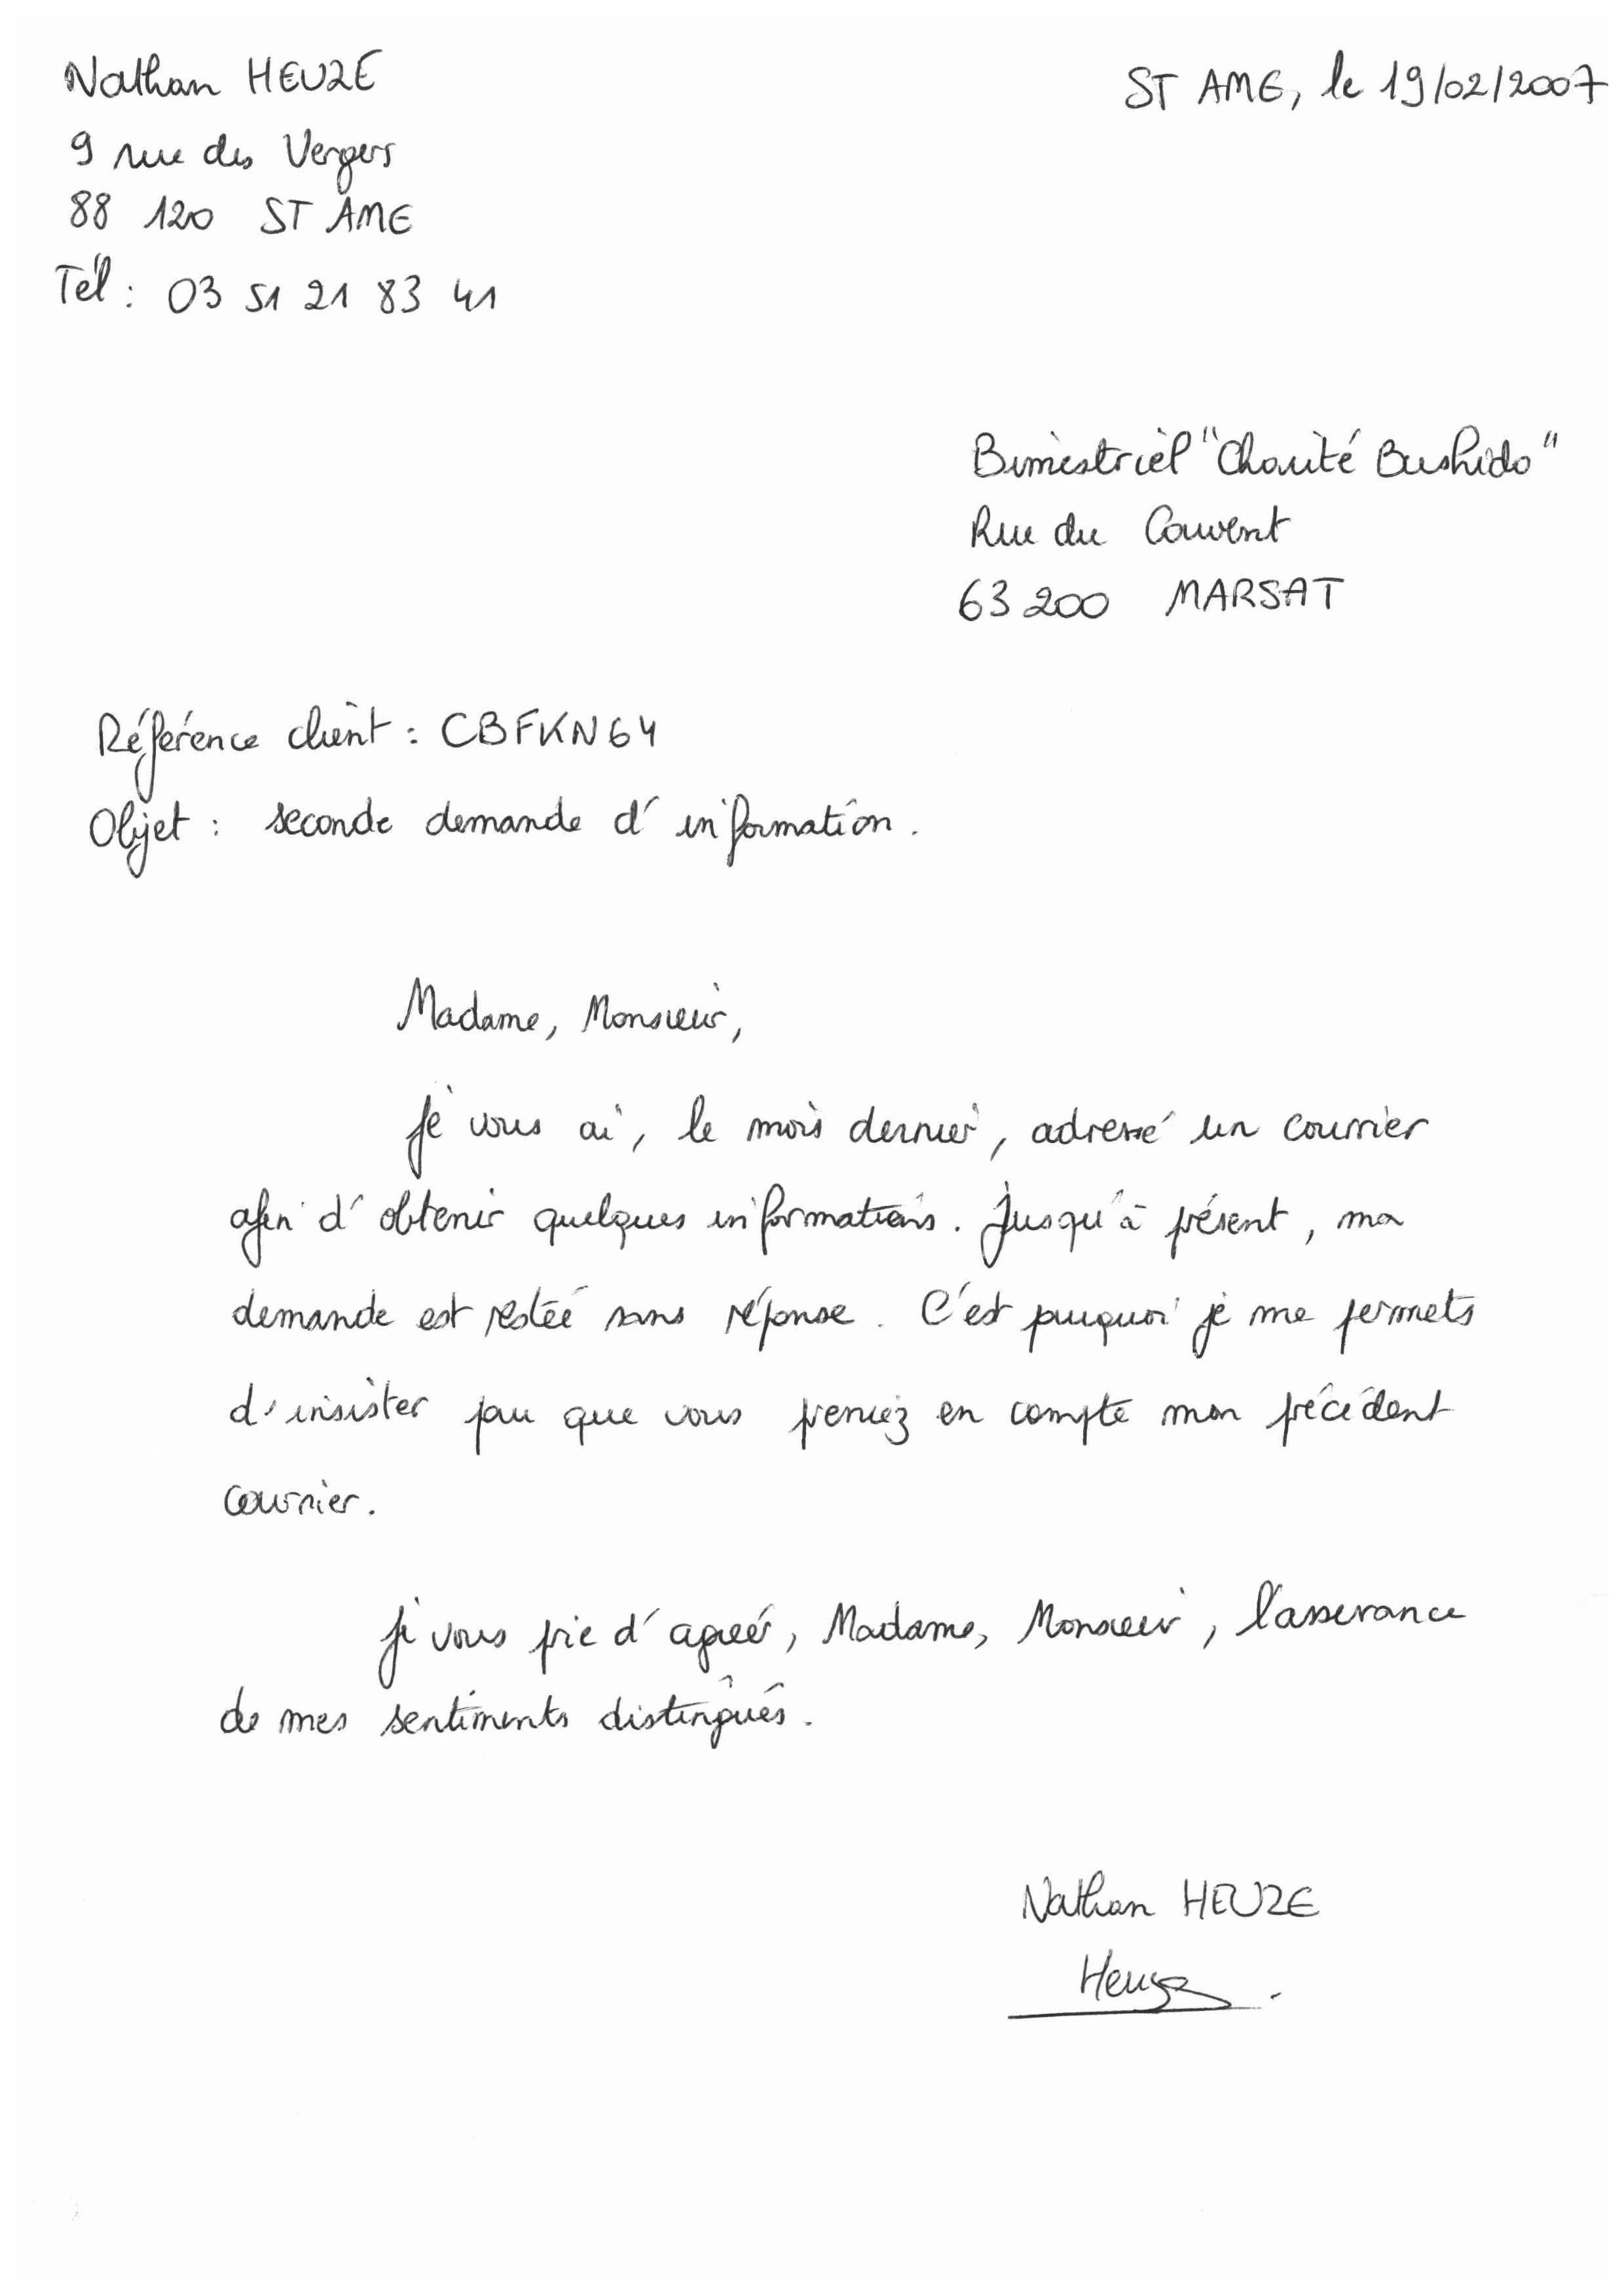 Nathan HEUZE
ST AME, le 19/02/2007
9 rue des Vergers
88 120 ST AME
Tél : 03 51 21 83 41
Bimestriel "Charité Bushido"
Rue du Couvent
63 200 MARSAT
Référence client : CBFKN64
Objet : seconde demande d'information.
Madame, Monsieur,
Je vous ai, le mois dernier, adressé un courrier
afin d'obtenir quelques informations. Jusqu'à présent, ma
demande est restée sans réponse. C'est pourquoi je me permets
d'insister pour que vous preniez en compte mon précédent
courrier.
Je vous prie d'agréer, Madame, Monsieur, l'assurance
de mes sentiments distingués.
Nathan HEUZE
Heuze